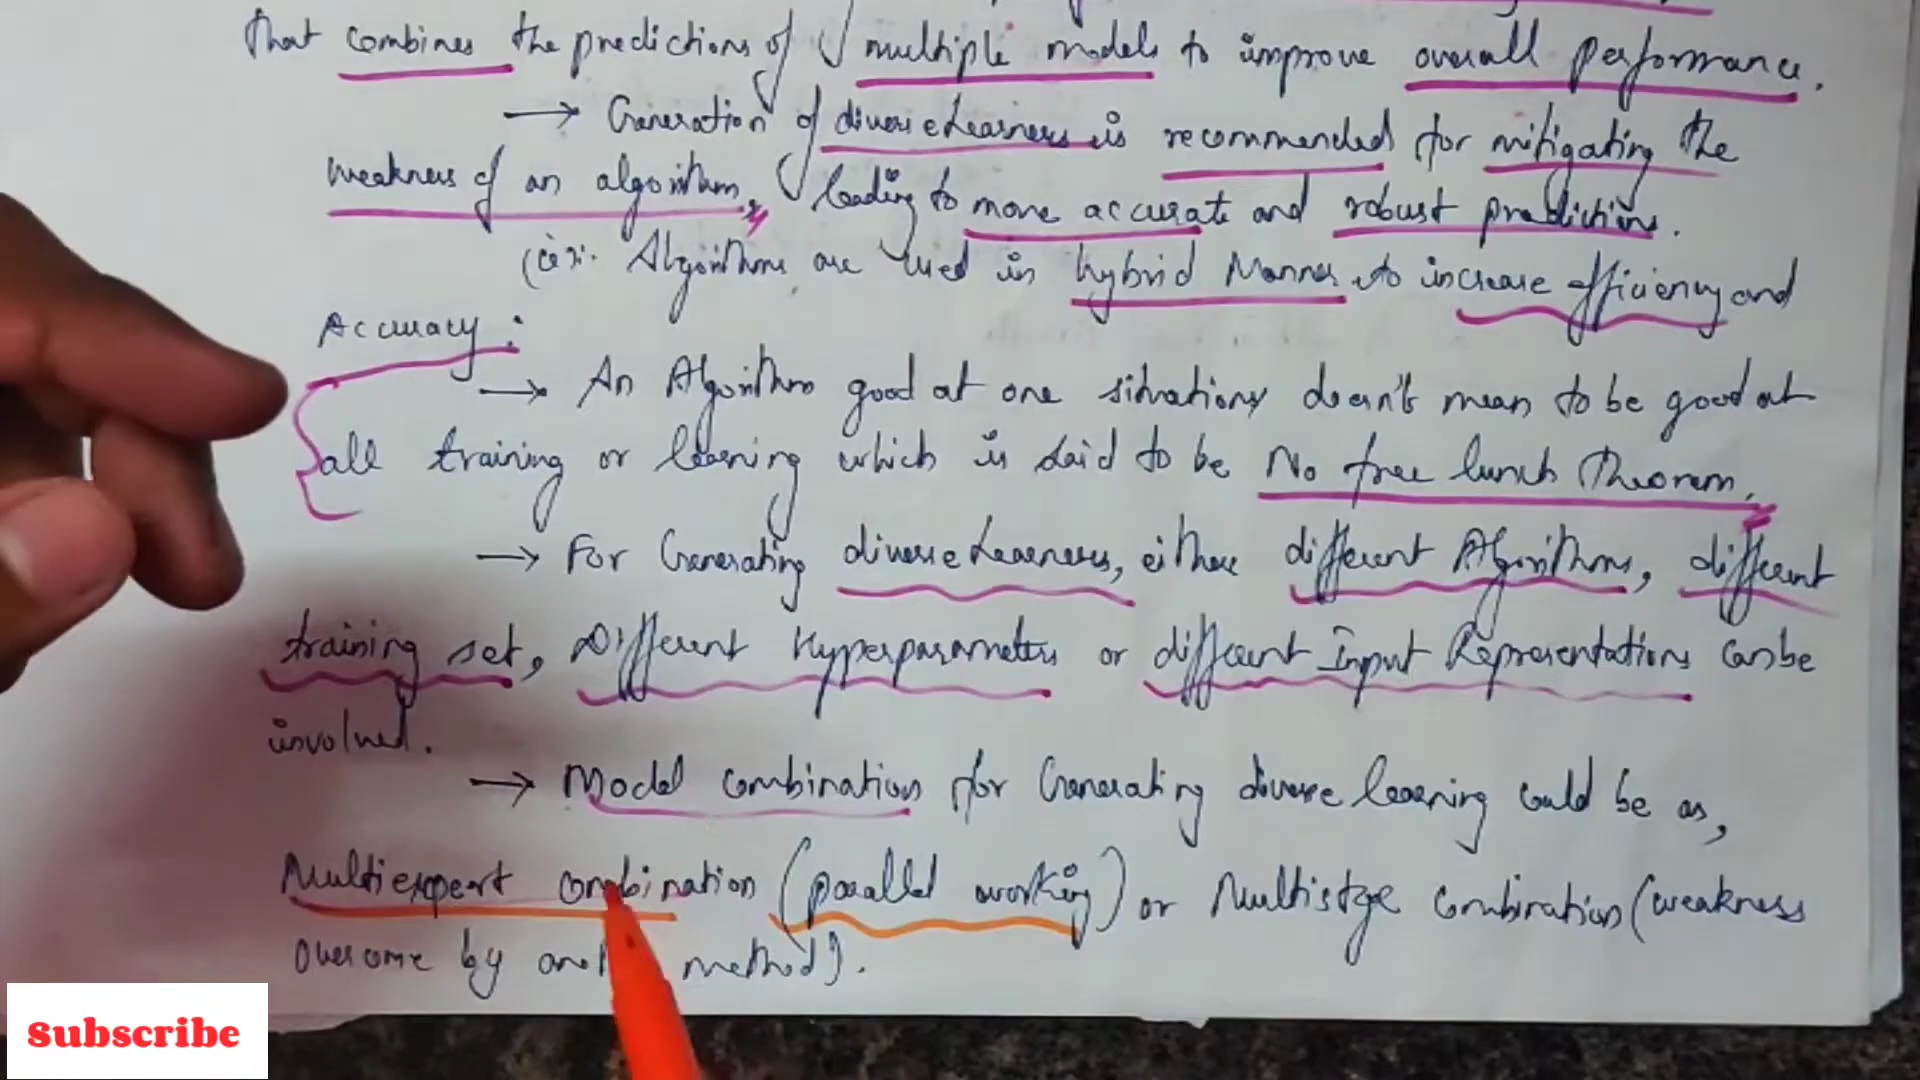 that combines the predictions of multiple models to improve overall performance.
→ Generation of diverse Learners is recommended for mitigating the
weakness of an algorithm, leading to more accurate and robust predictions.
Algorithms are used in hybrid Manner to increase efficiency and
Accuracy:
→ An Algorithm good at one situations doesn't mean to be good at
all training or learning which is said to be No free lunch Theorem.
→ For Generating diverse Learners, either different Algorithms, different
training set, Different Hyperparameters or different Input Representations can be
involved.
→ Model combinations for Generating diverse learning could be as,
Multiexpert combination (parallel working) or Multistge combination (weakness
overcome by method).
Subscribe